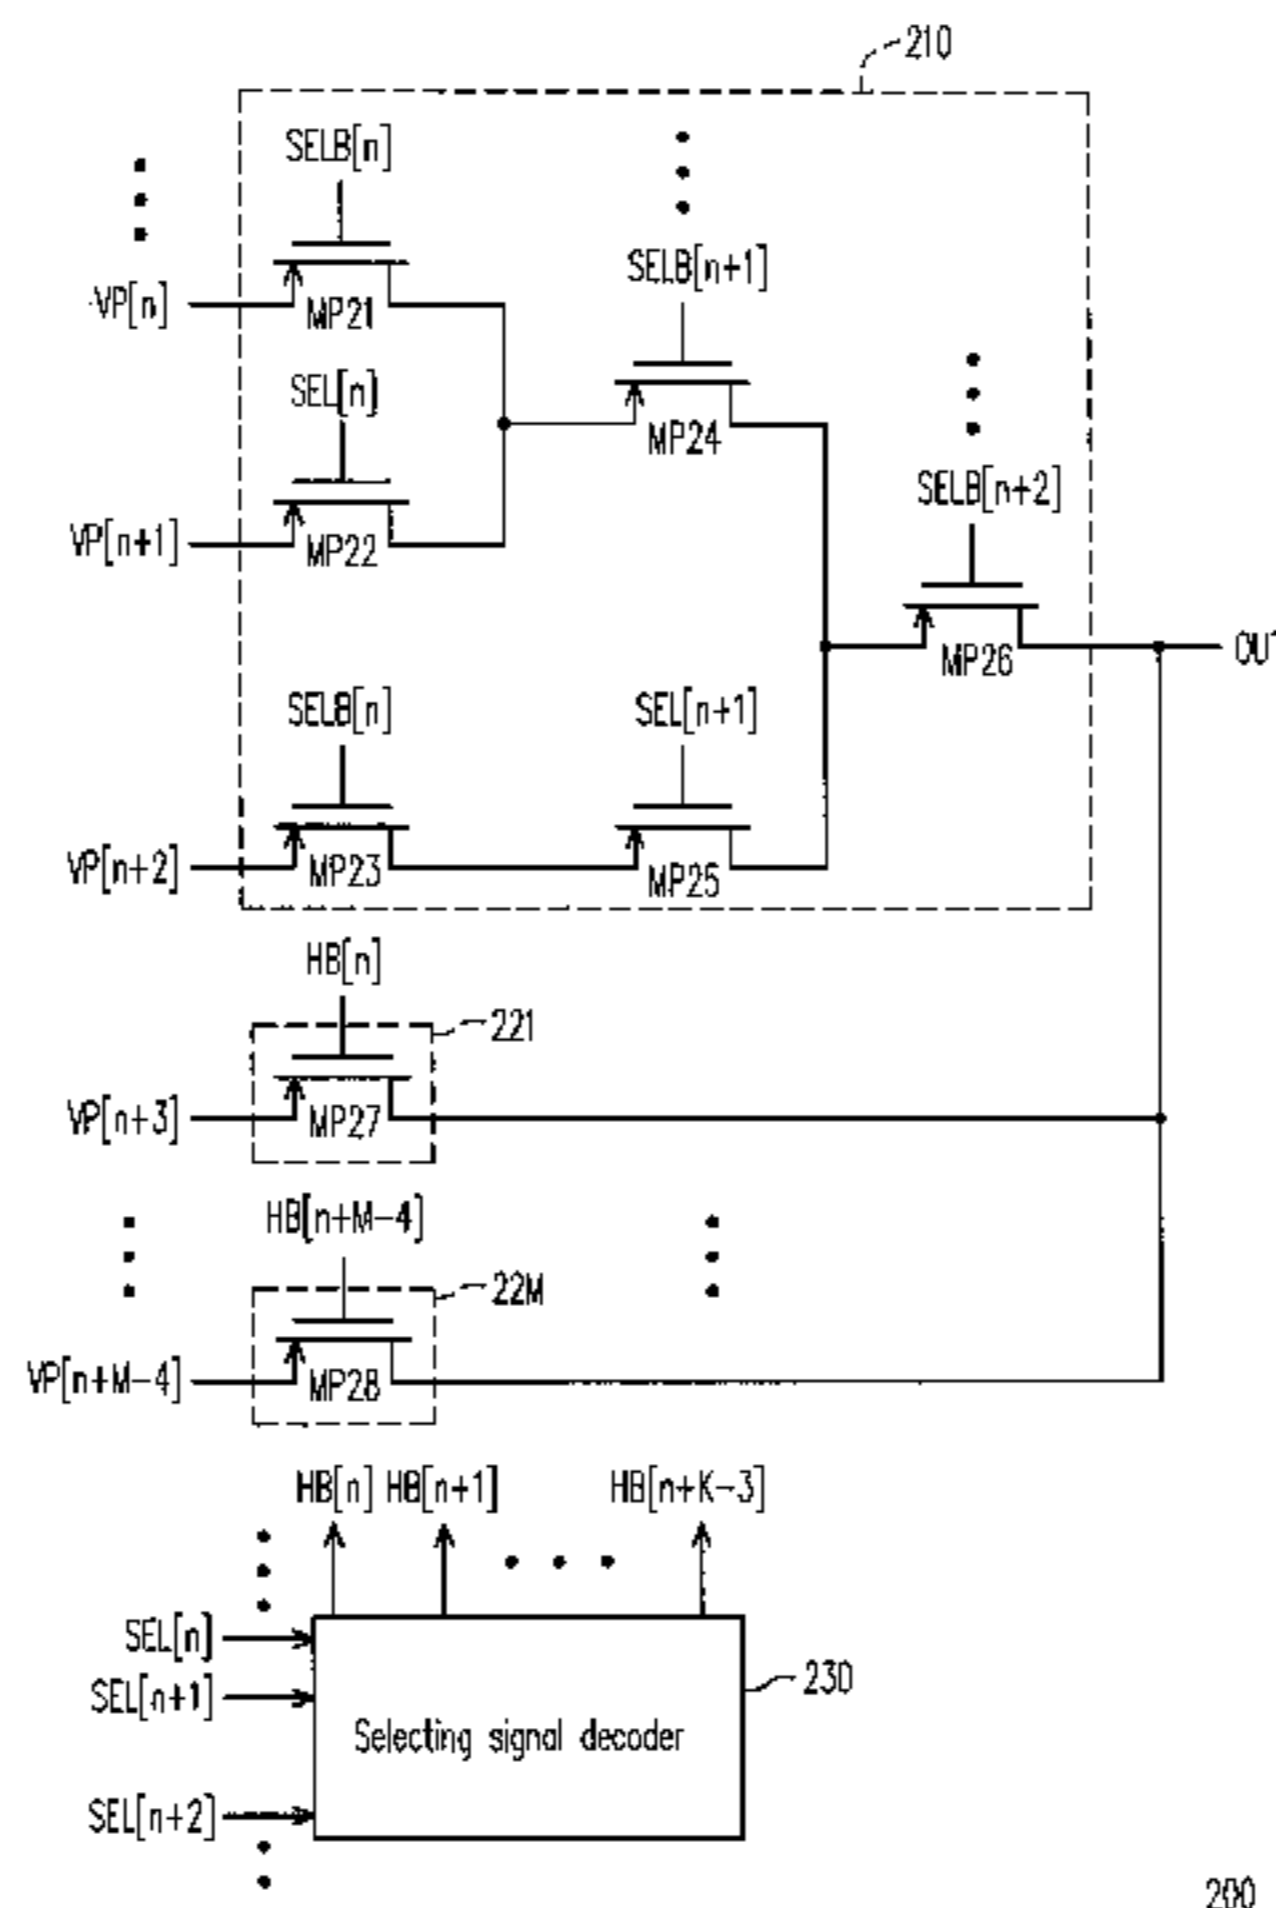 210
SELB[n]
VP[n]
MP21
SELB[n+1]
SEL[n]
MP24
VP[n+1]
MP22
SELB[n+2]
MP26
OUT
SELB[n]
SEL[n+1]
VP[n+2]
MP23
MP25
HB[n]
221
VP[n+3]
MP27
HB[n+M-4]
22M
VP[n+M-4]
MP28
HB[n]
HB[n+1]
HB[n+K-3]
SEL[n]
SEL[n+1]
230
Selecting signal decoder
SEL[n+2]
200